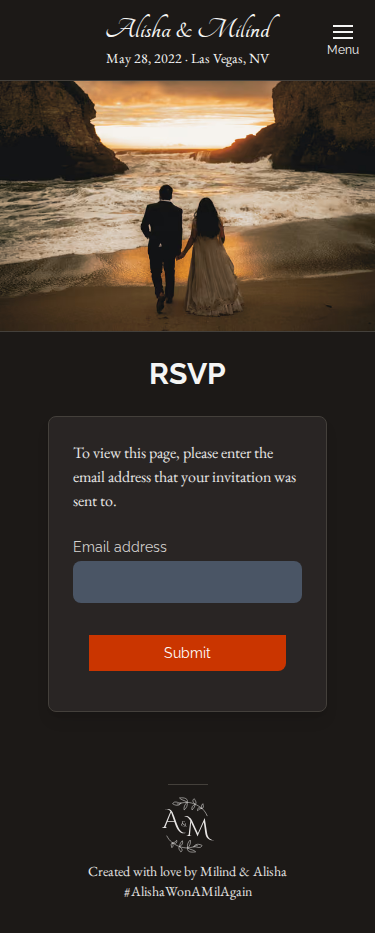 Alisha & Milind
May 28, 2022 · Las Vegas, NV
Menu
RSVP
To view this page, please enter the
email address that your invitation was
sent to.
Email address
Submit
A&M
Created with love by Milind & Alisha
#AlishaWonAMilAgain